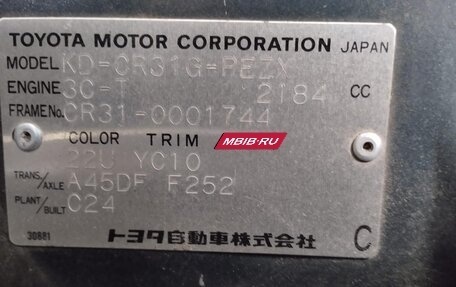 TOYOTA MOTOR CORPORATION JAPAN
MODEL KD-CR31G-PEZX
ENGINE 3C-T 2184 CC
FRAME No. CR31-0001744
COLOR TRIM MBIB.RU
22U YC10
TRANS./AXLE A45DF F252
PLANT/BUILT C24
30881 トヨタ自動車株式会社 C